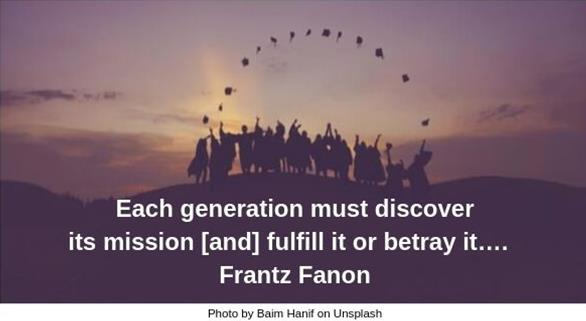 Each generation must discover
its mission [and] fulfill it or betray it….
Frantz Fanon
Photo by Baim Hanif on Unsplash